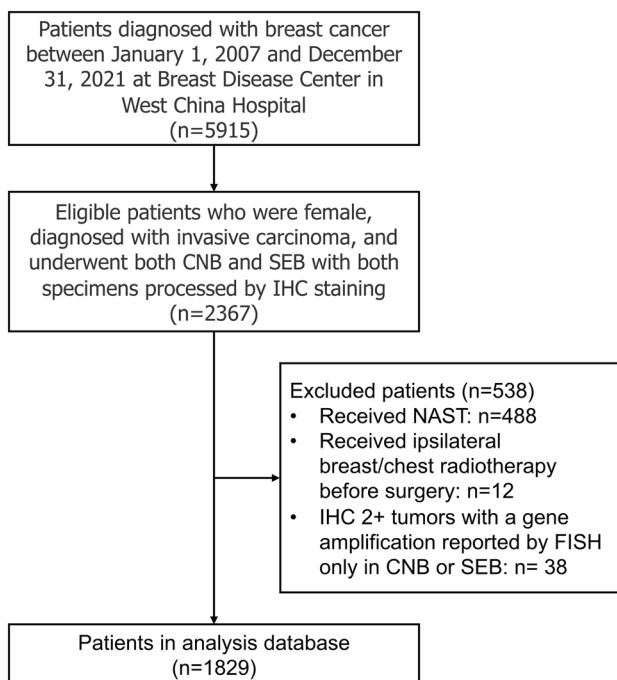 Patients diagnosed with breast cancer
between January 1, 2007 and December
31, 2021 at Breast Disease Center in
West China Hospital
(n=5915)
Eligible patients who were female,
diagnosed with invasive carcinoma, and
underwent both CNB and SEB with both
specimens processed by IHC staining
(n=2367)
Excluded patients (n=538)
• Received NAST: n=488
• Received ipsilateral
breast/chest radiotherapy
before surgery: n=12
• IHC 2+ tumors with a gene
amplification reported by FISH
only in CNB or SEB: n= 38
Patients in analysis database
(n=1829)